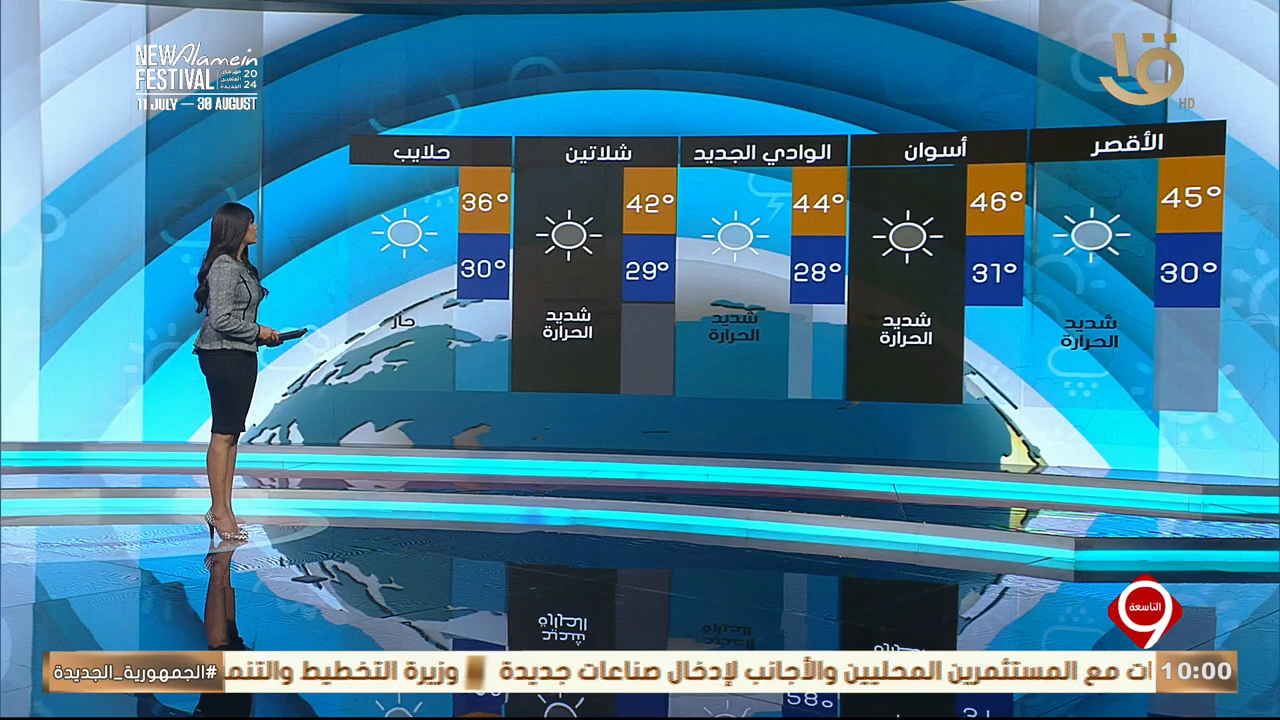 NEW Alamein
FESTIVAL
مهرجان
العلمين
الجديدة
20
24
11 JULY — 30 AUGUST
HD
الأقصر
45°
30°
شديد
الحرارة
أسوان
46°
31°
شديد
الحرارة
الوادي الجديد
44°
28°
شديد
الحرارة
شلاتين
42°
29°
شديد
الحرارة
حلايب
36°
30°
حار
التاسعة
9
10:00
ات مع المستثمرين المحليين والأجانب لإدخال صناعات جديدة
وزيرة التخطيط والتنم
#الجمهورية_الجديدة
58°